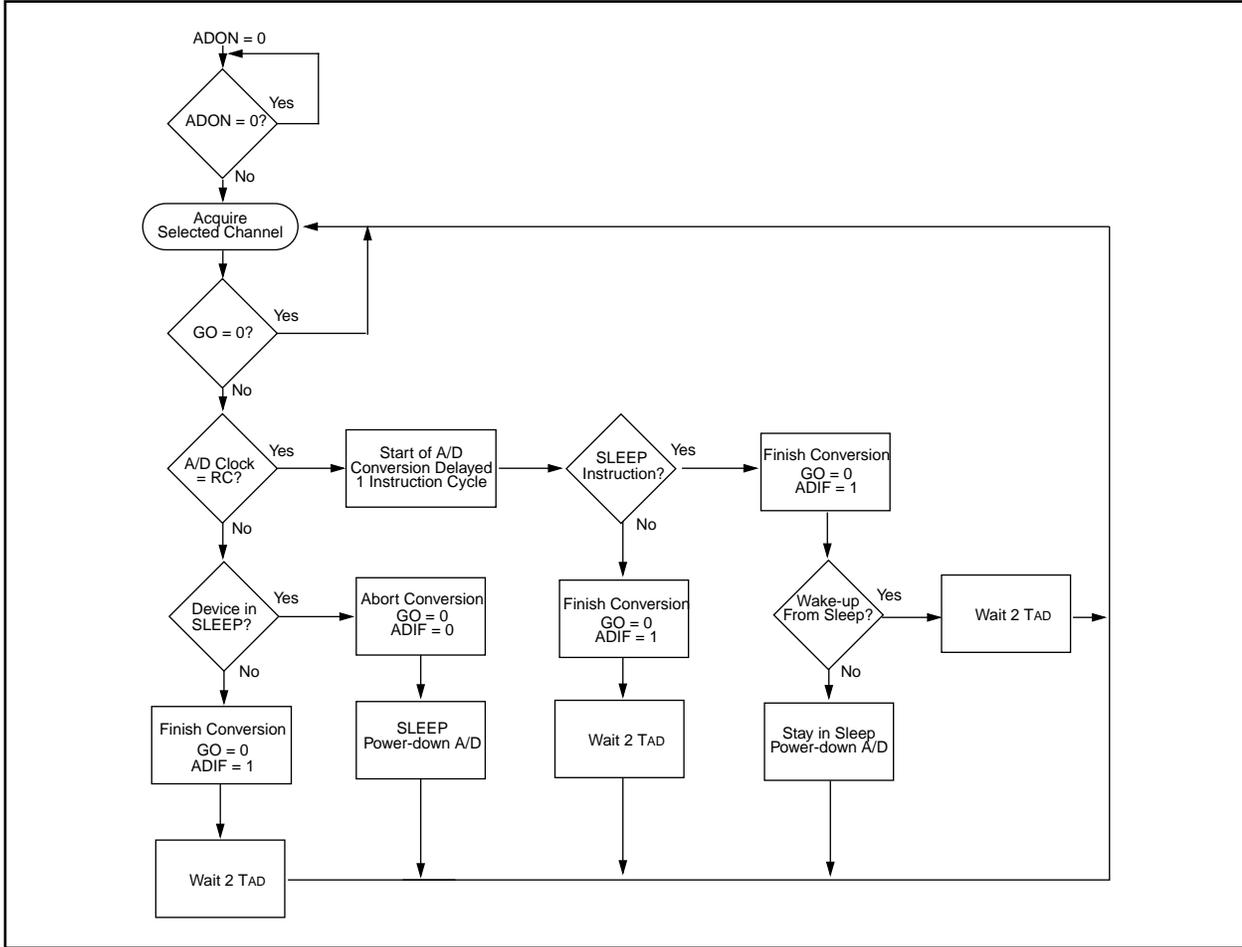 ADON = 0
Yes
ADON = 0?
No
Acquire
Selected Channel
Yes
GO = 0?
No
Yes
A/D Clock
= RC?
No
Start of A/D
Conversion Delayed
1 Instruction Cycle
Yes
SLEEP
Instruction?
No
Finish Conversion
GO = 0
ADIF = 1
Yes
Device in
SLEEP?
No
Abort Conversion
GO = 0
ADIF = 0
Finish Conversion
GO = 0
ADIF = 1
Yes
Wake-up
From Sleep?
No
Wait 2 TAD
Finish Conversion
GO = 0
ADIF = 1
SLEEP
Power-down A/D
Wait 2 TAD
Stay in Sleep
Power-down A/D
Wait 2 TAD